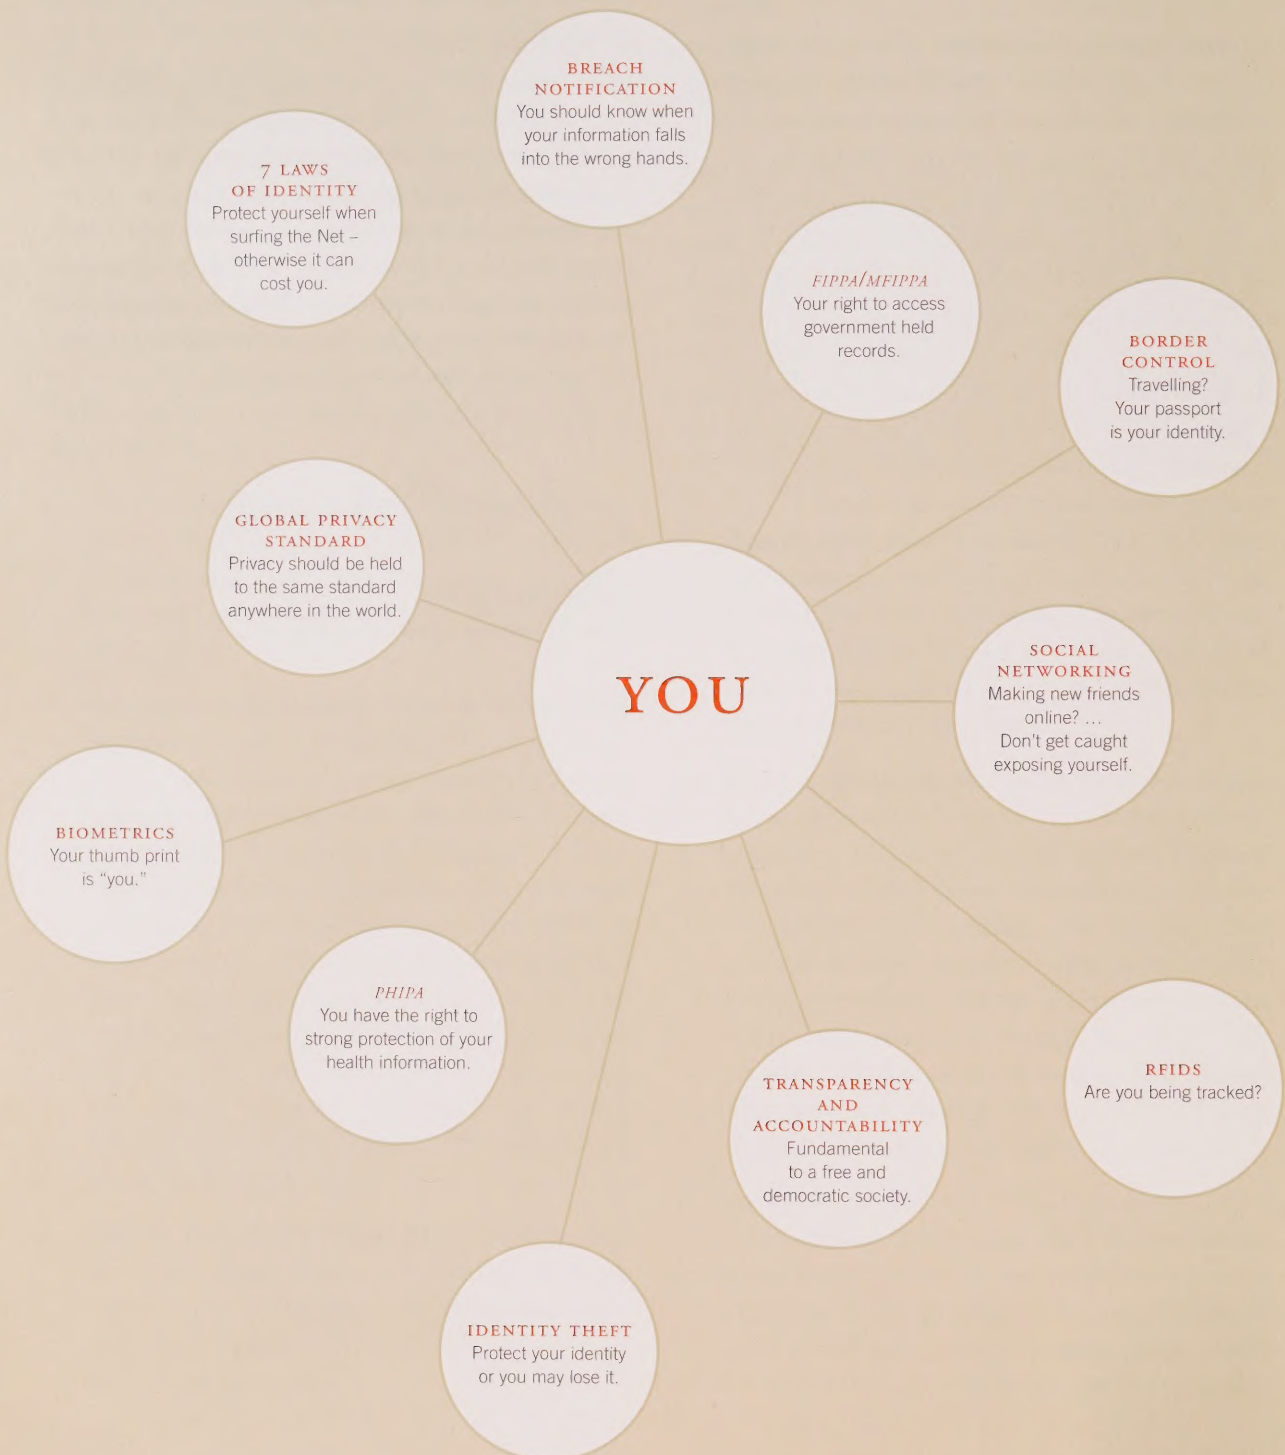 BREACH
NOTIFICATION
You should know when
your information falls
into the wrong hands.
7 LAWS
OF IDENTITY
Protect yourself when
surfing the Net –
otherwise it can
cost you.
FIPPA/MFIPPA
Your right to access
government held
records.
BORDER
CONTROL
Travelling?
Your passport
is your identity.
GLOBAL PRIVACY
STANDARD
Privacy should be held
to the same standard
anywhere in the world.
YOU
SOCIAL
NETWORKING
Making new friends
online? ...
Don't get caught
exposing yourself.
BIOMETRICS
Your thumb print
is “you.”
PHIPA
You have the right to
strong protection of your
health information.
TRANSPARENCY
AND
ACCOUNTABILITY
Fundamental
to a free and
democratic society.
RFIDS
Are you being tracked?
IDENTITY THEFT
Protect your identity
or you may lose it.